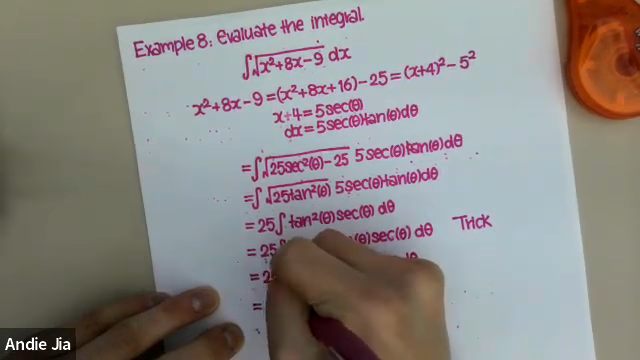 Example 8: Evaluate the integral.
∫√x²+8x-9 dx
x²+8x-9=(x²+8x+16)-25=(x+4)²-5²
x+4=5sec(θ)
dx=5sec(θ)tan(θ)dθ
=∫√25sec²(θ)-25 5sec(θ)tan(θ)dθ
=∫√25tan²(θ) 5sec(θ)tan(θ)dθ
=25∫tan²(θ)sec(θ) dθ
=25 (θ)sec(θ) dθ Trick
= dθ
=
Andie Jia